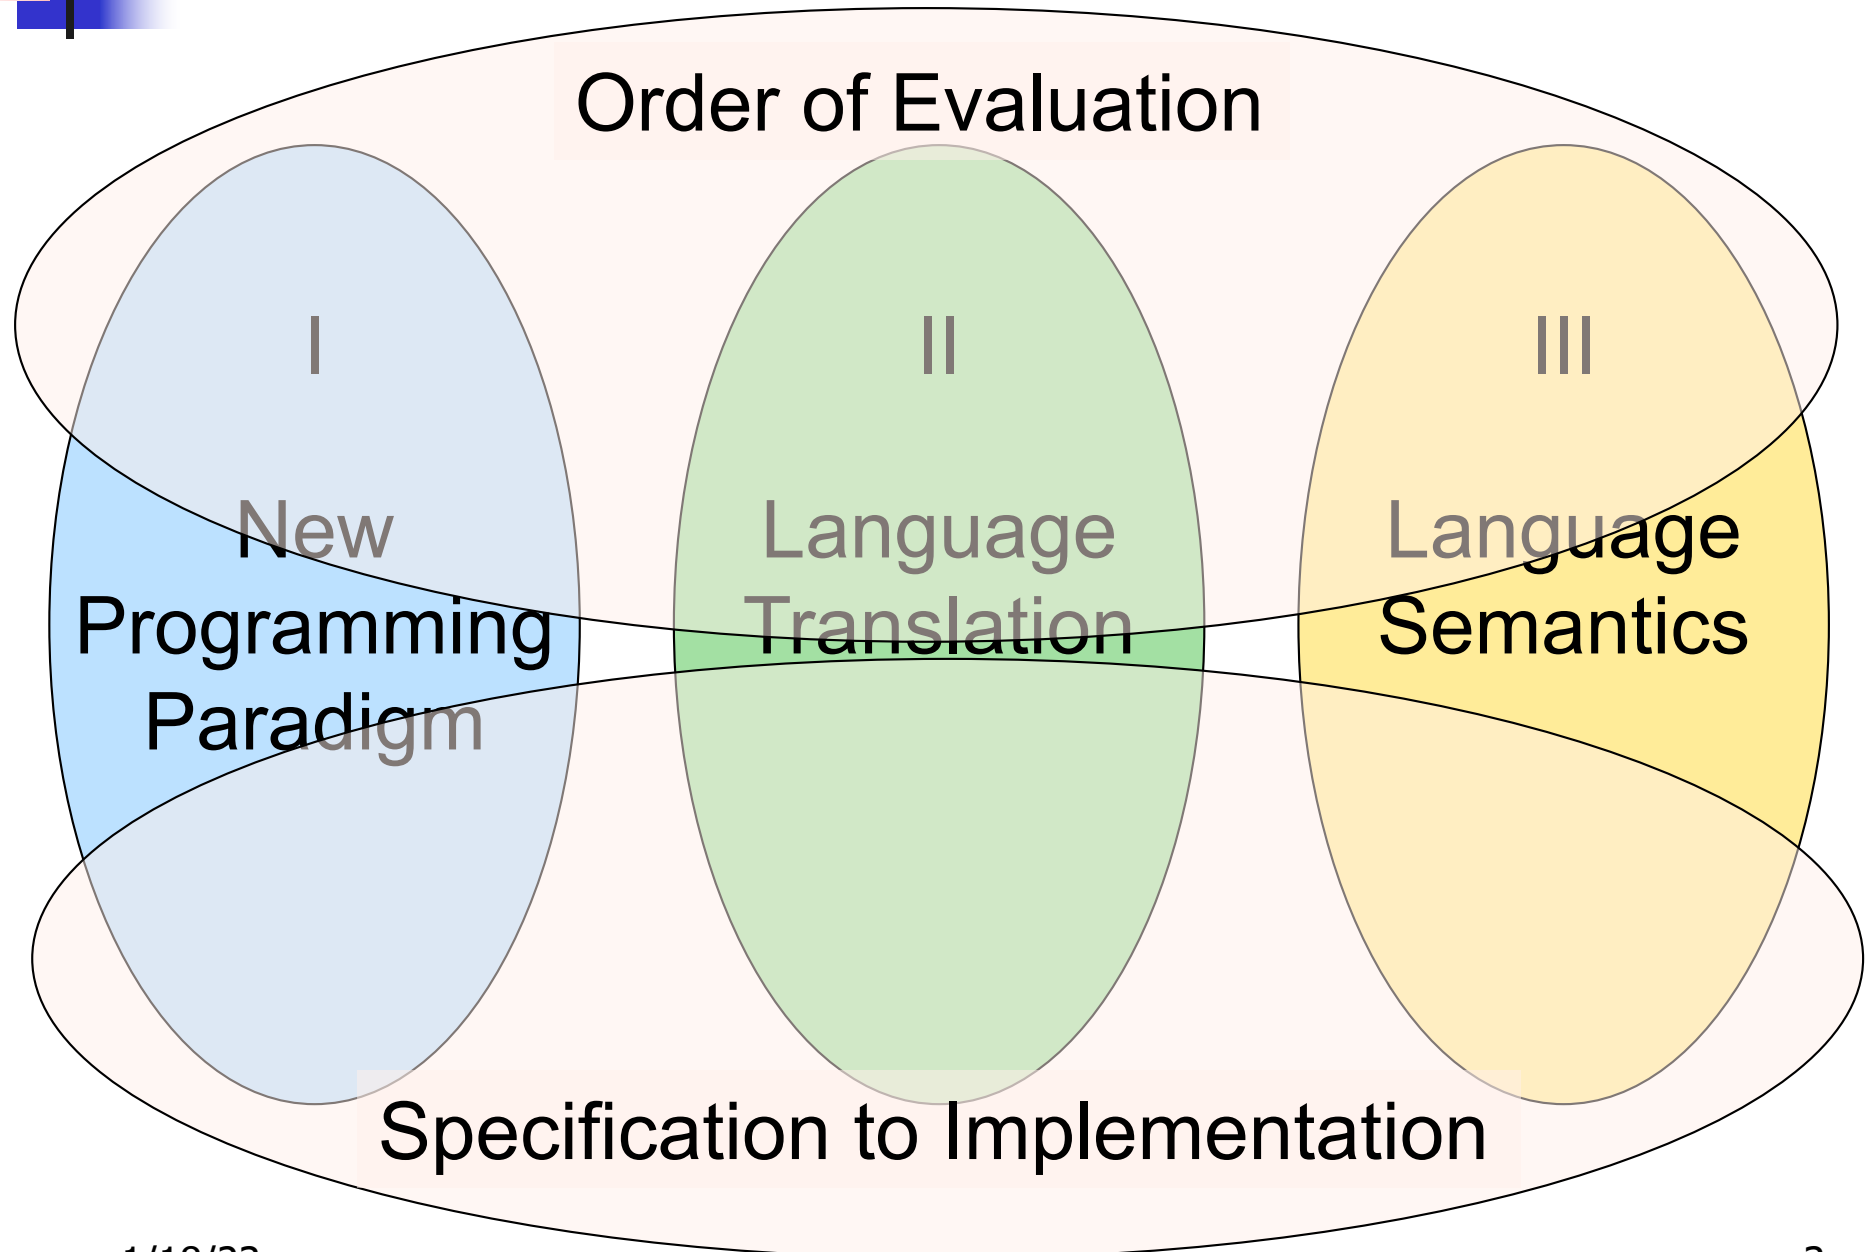 Order of Evaluation
I
II
III
New
Programming
Paradigm
Language
Translation
Language
Semantics
Specification to Implementation